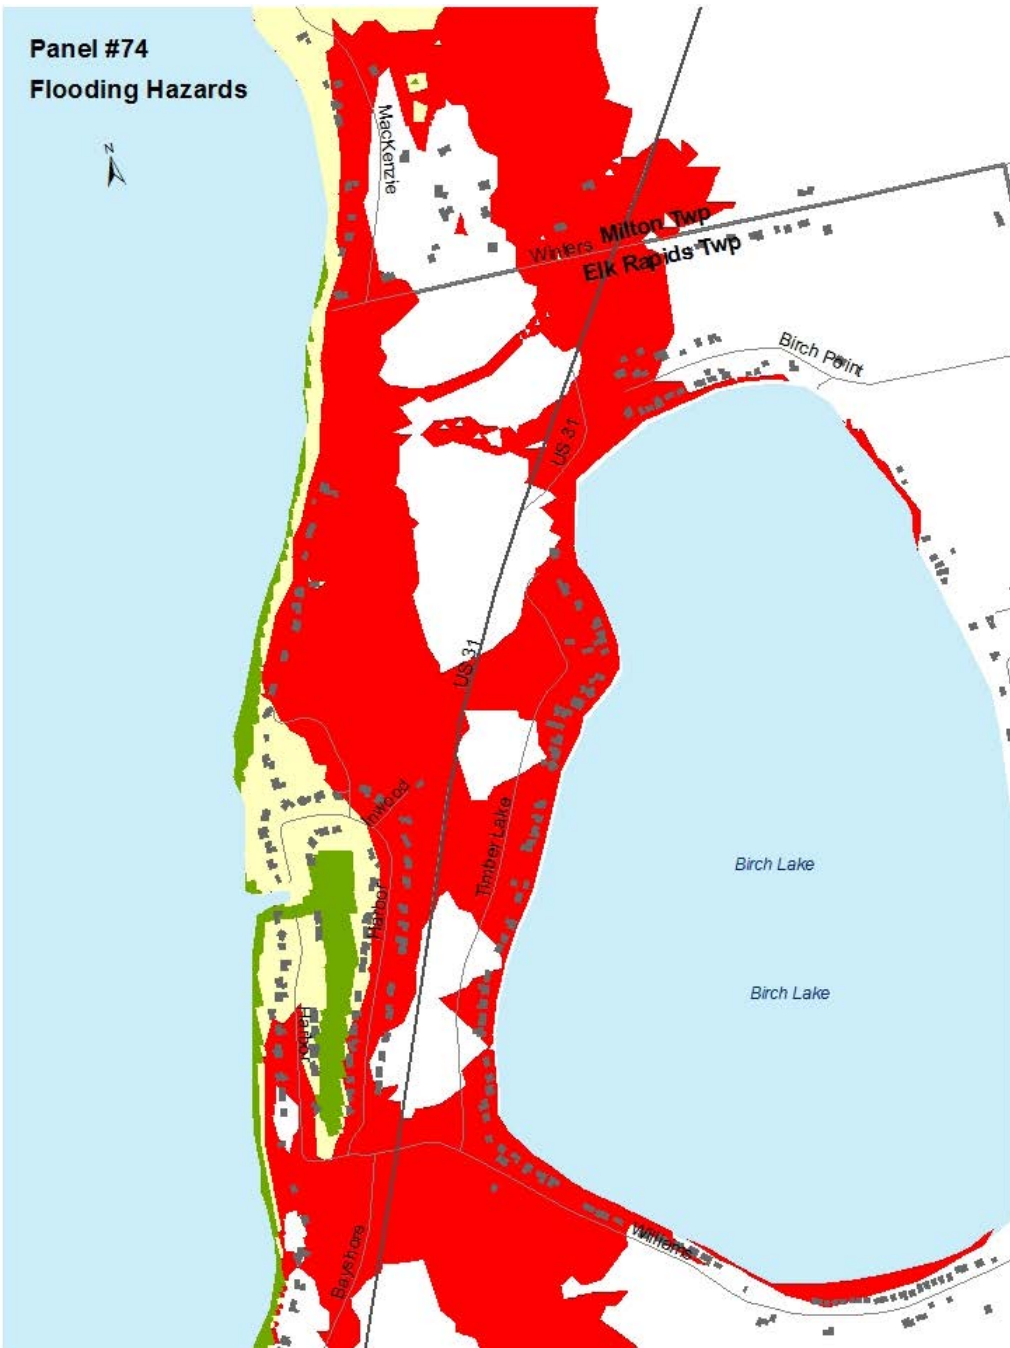 Panel #74
Flooding Hazards
N
MacKenzie
Winters
Milton Twp
Elk Rapids Twp
Birch Point
US 31
US 31
Inwood
Timber Lake
Birch Lake
Harbor
Birch Lake
Harbor
Bayshore
Williams